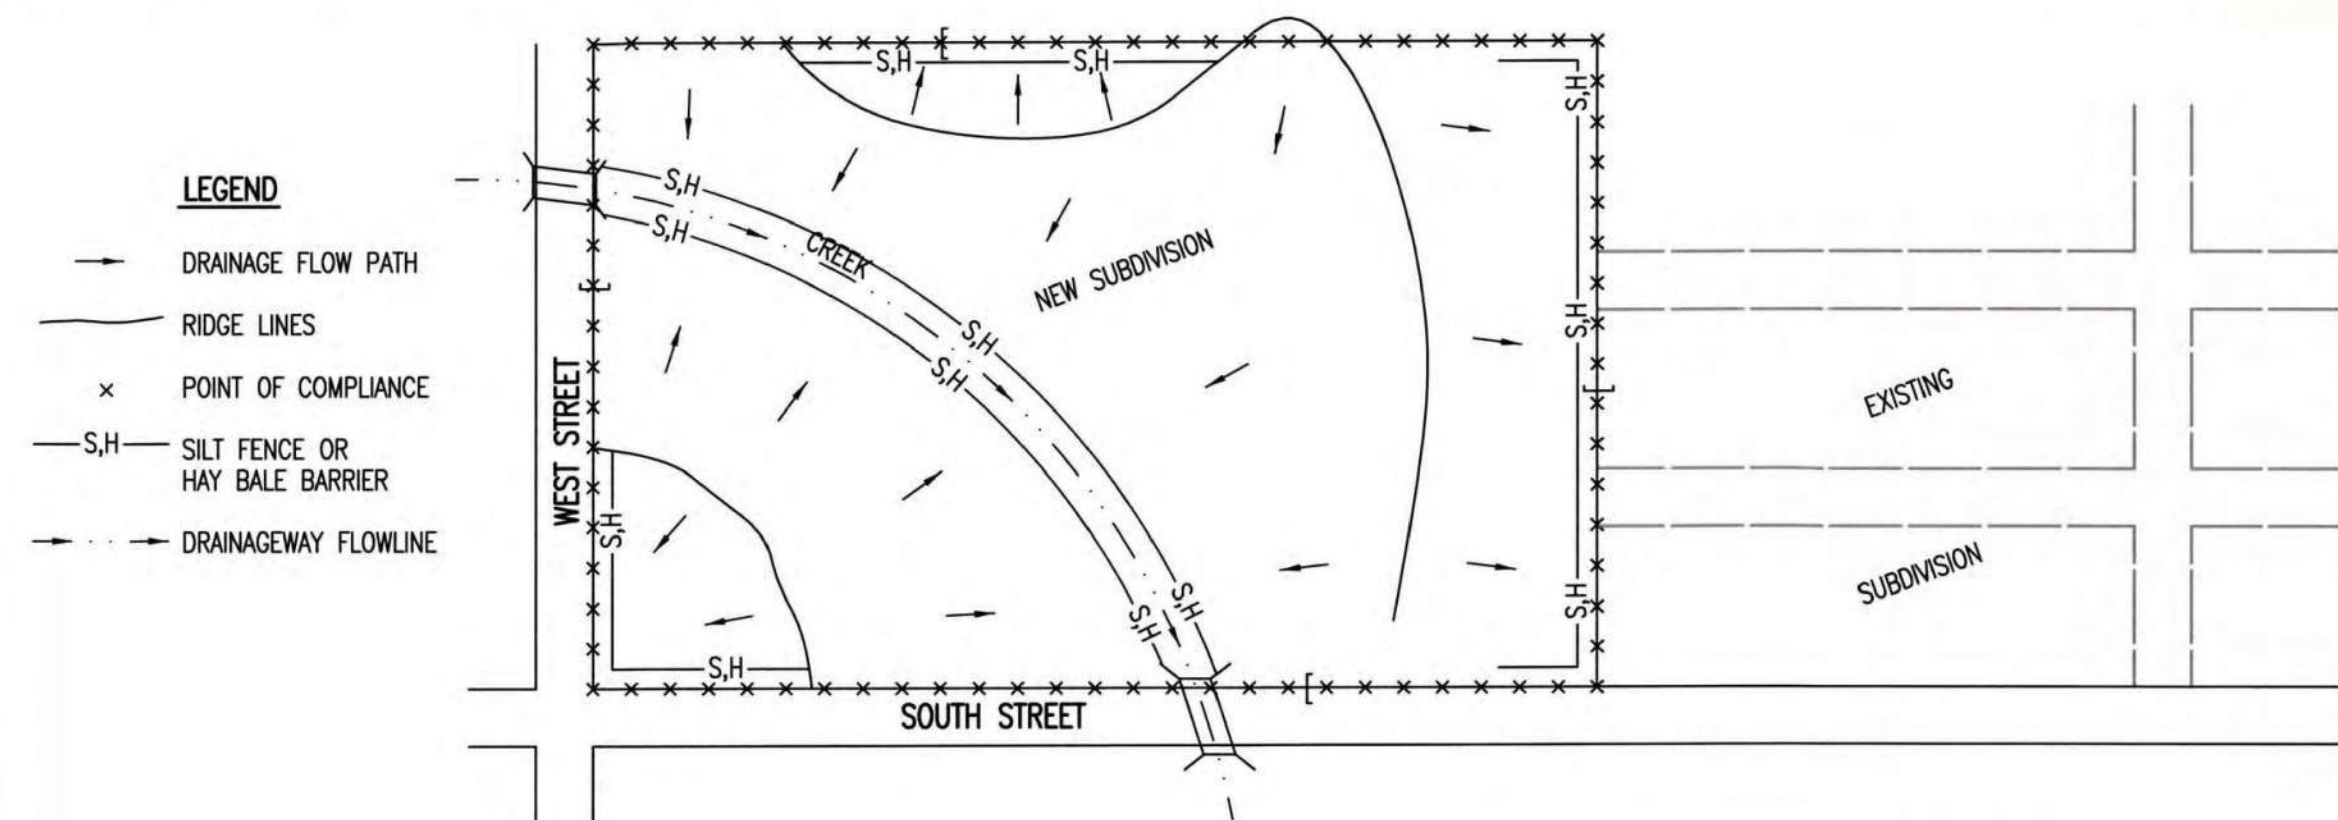 LEGEND
DRAINAGE FLOW PATH
RIDGE LINES
× POINT OF COMPLIANCE
S,H SILT FENCE OR
HAY BALE BARRIER
DRAINAGEWAY FLOWLINE
S,H
S,H
S,H
S,H
S,H
CREEK
NEW SUBDIVISION
S,H
S,H
S,H
WEST STREET
EXISTING
S,H
SUBDIVISION
S,H
S,H
S,H
S,H
SOUTH STREET